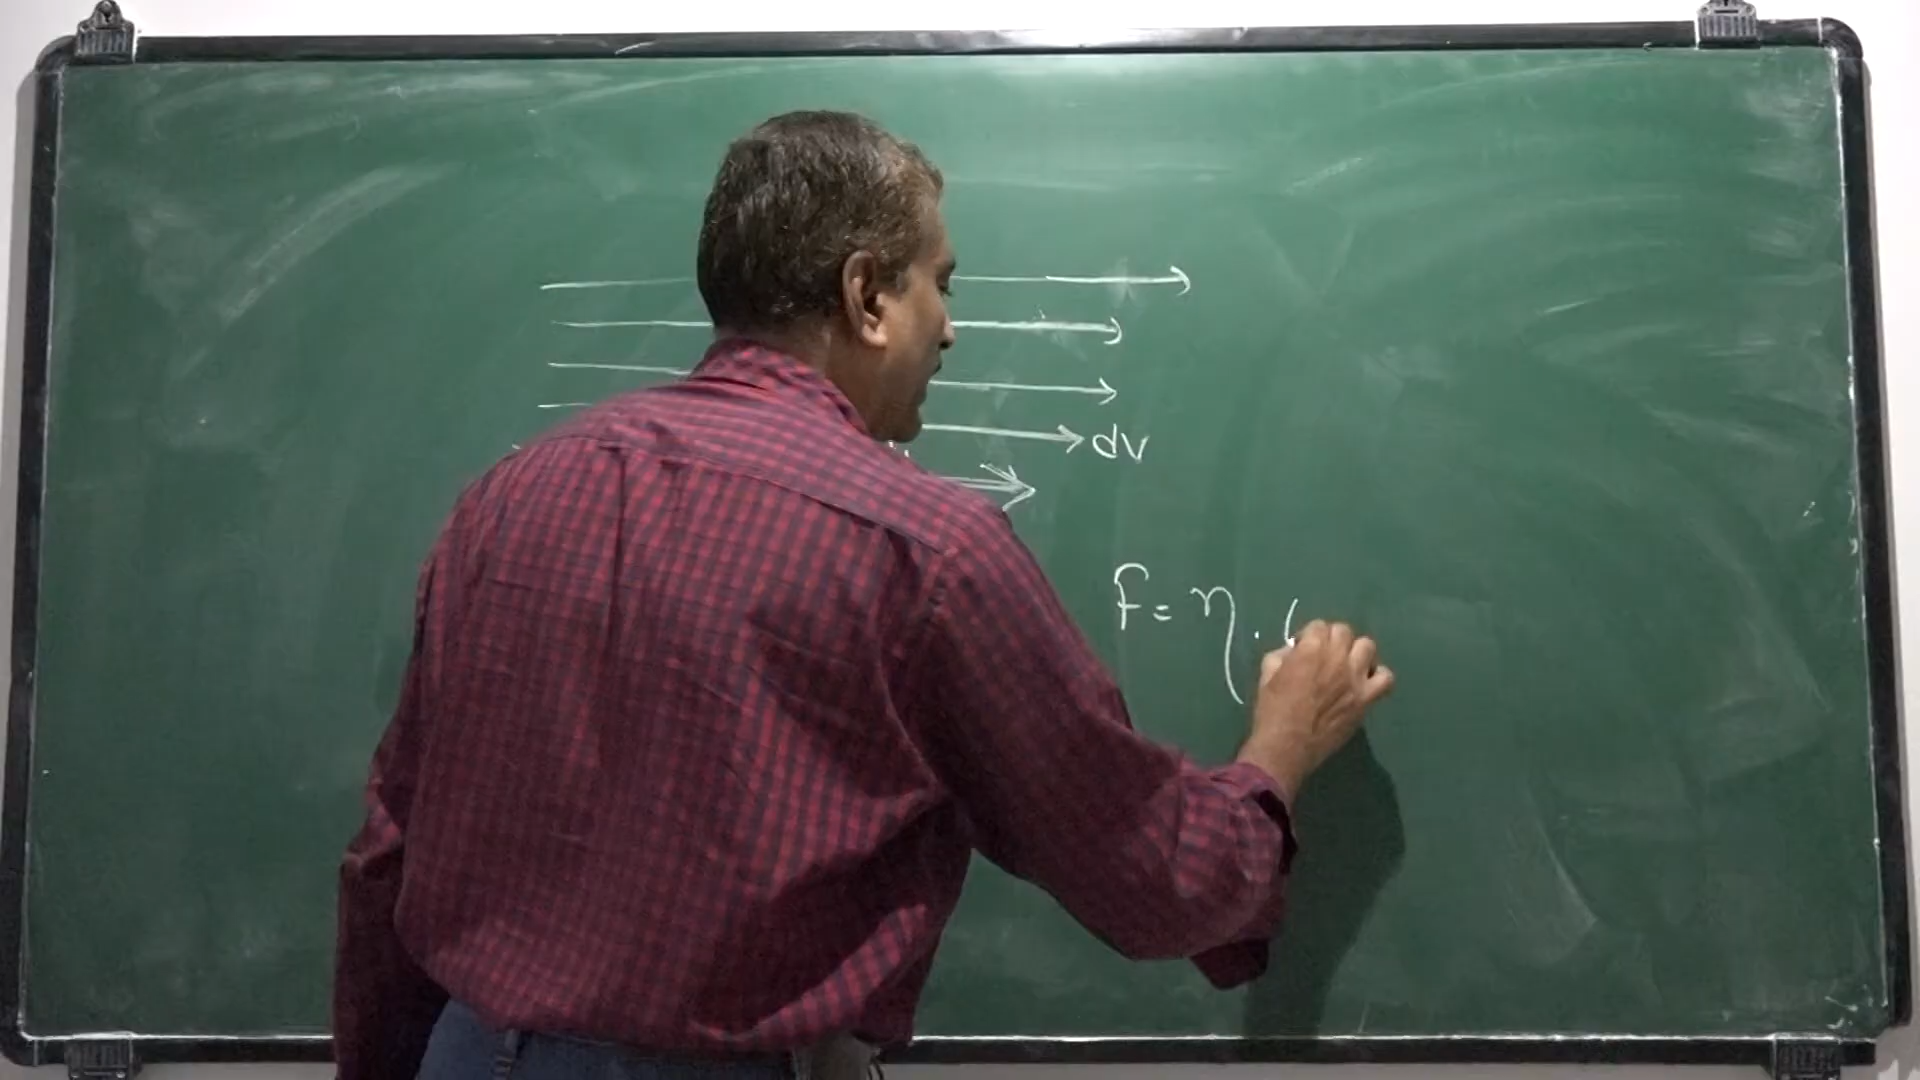 dv
F = η .